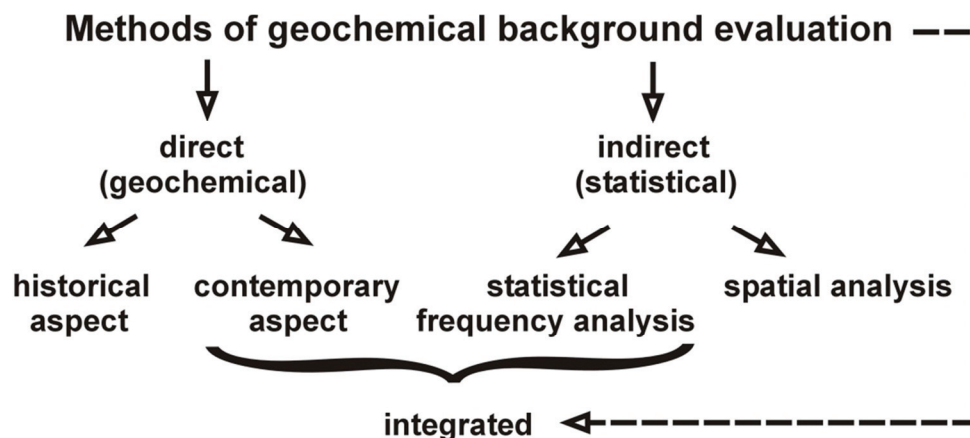 Methods of geochemical background evaluation
direct
(geochemical)
indirect
(statistical)
historical
aspect
contemporary
aspect
statistical
frequency analysis
spatial analysis
integrated